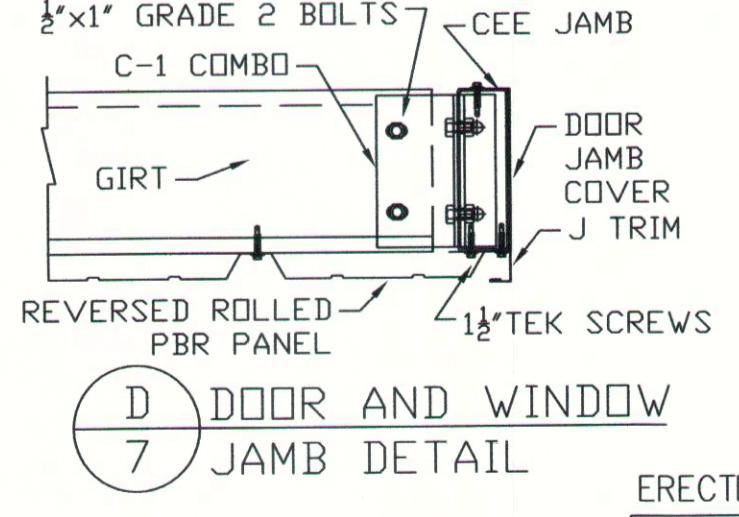 ½"x1" GRADE 2 BOLTS
CEE JAMB
C-1 COMBO
DOOR
JAMB
COVER
GIRT
J TRIM
REVERSED ROLLED
PBR PANEL
1½"TEK SCREWS
D
7
DOOR AND WINDOW
JAMB DETAIL